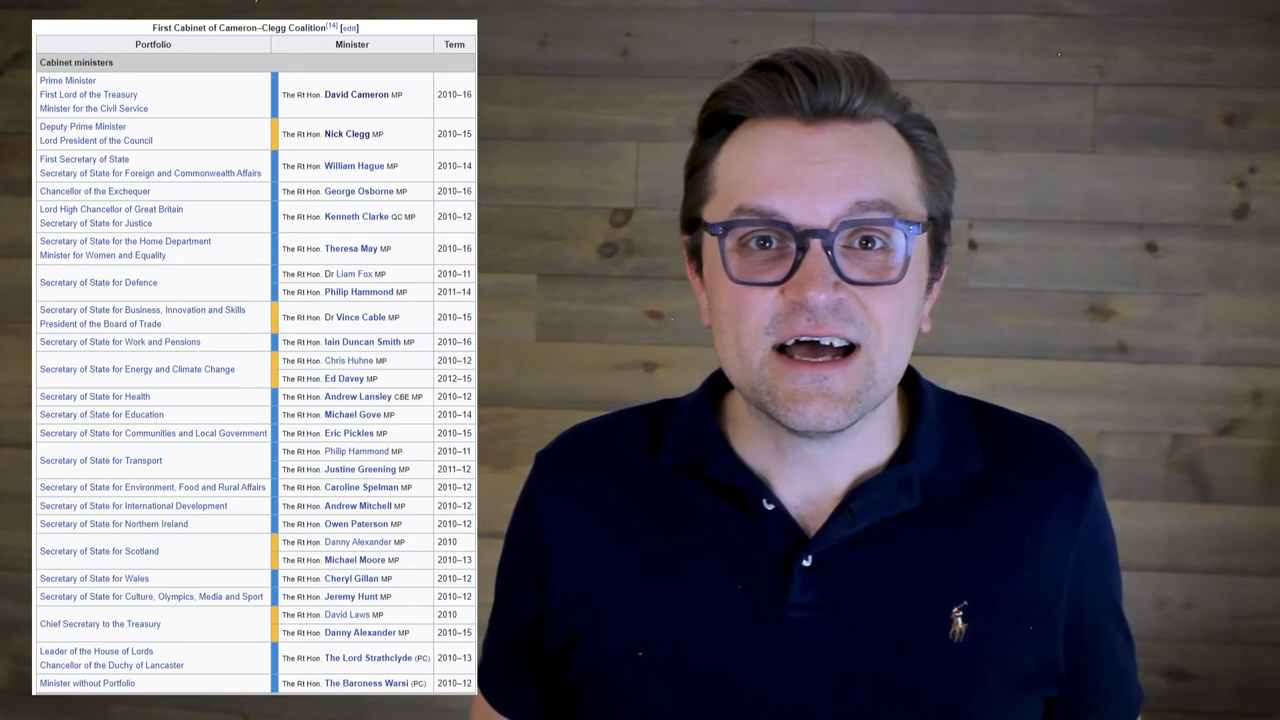 First Cabinet of Cameron–Clegg Coalition[14] [edit]
Portfolio Minister Term
Cabinet ministers
Prime Minister
First Lord of the Treasury
Minister for the Civil Service
The Rt Hon. David Cameron MP 2010–16
Deputy Prime Minister
Lord President of the Council
The Rt Hon. Nick Clegg MP 2010–15
First Secretary of State
Secretary of State for Foreign and Commonwealth Affairs
The Rt Hon. William Hague MP 2010–14
Chancellor of the Exchequer The Rt Hon. George Osborne MP 2010–16
Lord High Chancellor of Great Britain
Secretary of State for Justice
The Rt Hon. Kenneth Clarke QC MP 2010–12
Secretary of State for the Home Department
Minister for Women and Equality
The Rt Hon. Theresa May MP 2010–16
Secretary of State for Defence
The Rt Hon. Dr Liam Fox MP 2010–11
The Rt Hon. Philip Hammond MP 2011–14
Secretary of State for Business, Innovation and Skills
President of the Board of Trade
The Rt Hon. Dr Vince Cable MP 2010–15
Secretary of State for Work and Pensions The Rt Hon. Iain Duncan Smith MP 2010–16
Secretary of State for Energy and Climate Change
The Rt Hon. Chris Huhne MP 2010–12
The Rt Hon. Ed Davey MP 2012–15
Secretary of State for Health The Rt Hon. Andrew Lansley CBE MP 2010–12
Secretary of State for Education The Rt Hon. Michael Gove MP 2010–14
Secretary of State for Communities and Local Government The Rt Hon. Eric Pickles MP 2010–15
Secretary of State for Transport
The Rt Hon. Philip Hammond MP 2010–11
The Rt Hon. Justine Greening MP 2011–12
Secretary of State for Environment, Food and Rural Affairs The Rt Hon. Caroline Spelman MP 2010–12
Secretary of State for International Development The Rt Hon. Andrew Mitchell MP 2010–12
Secretary of State for Northern Ireland The Rt Hon. Owen Paterson MP 2010–12
Secretary of State for Scotland
The Rt Hon. Danny Alexander MP 2010
The Rt Hon. Michael Moore MP 2010–13
Secretary of State for Wales The Rt Hon. Cheryl Gillan MP 2010–12
Secretary of State for Culture, Olympics, Media and Sport The Rt Hon. Jeremy Hunt MP 2010–12
Chief Secretary to the Treasury
The Rt Hon. David Laws MP 2010
The Rt Hon. Danny Alexander MP 2010–15
Leader of the House of Lords
Chancellor of the Duchy of Lancaster
The Rt Hon. The Lord Strathclyde (PC) 2010–13
Minister without Portfolio The Rt Hon. The Baroness Warsi (PC) 2010–12